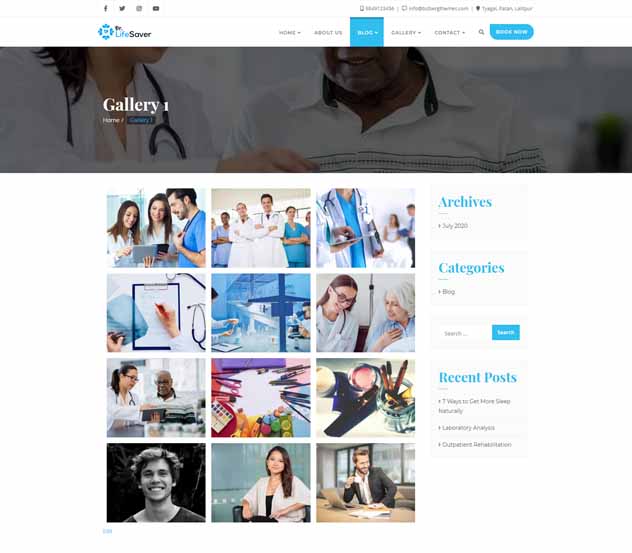 9849123456 | info@buzwingthemes.com | Tyagal, Patan, Lalitpur
Dr.
LifeSaver
HOME ABOUT US BLOG GALLERY CONTACT BOOK NOW
Gallery 1
Home / Gallery 1
Archives
July 2020
Categories
Blog
Search ... Search
Recent Posts
7 Ways to Get More Sleep
Naturally
Laboratory Analysis
Outpatient Rehabilitation
Edit